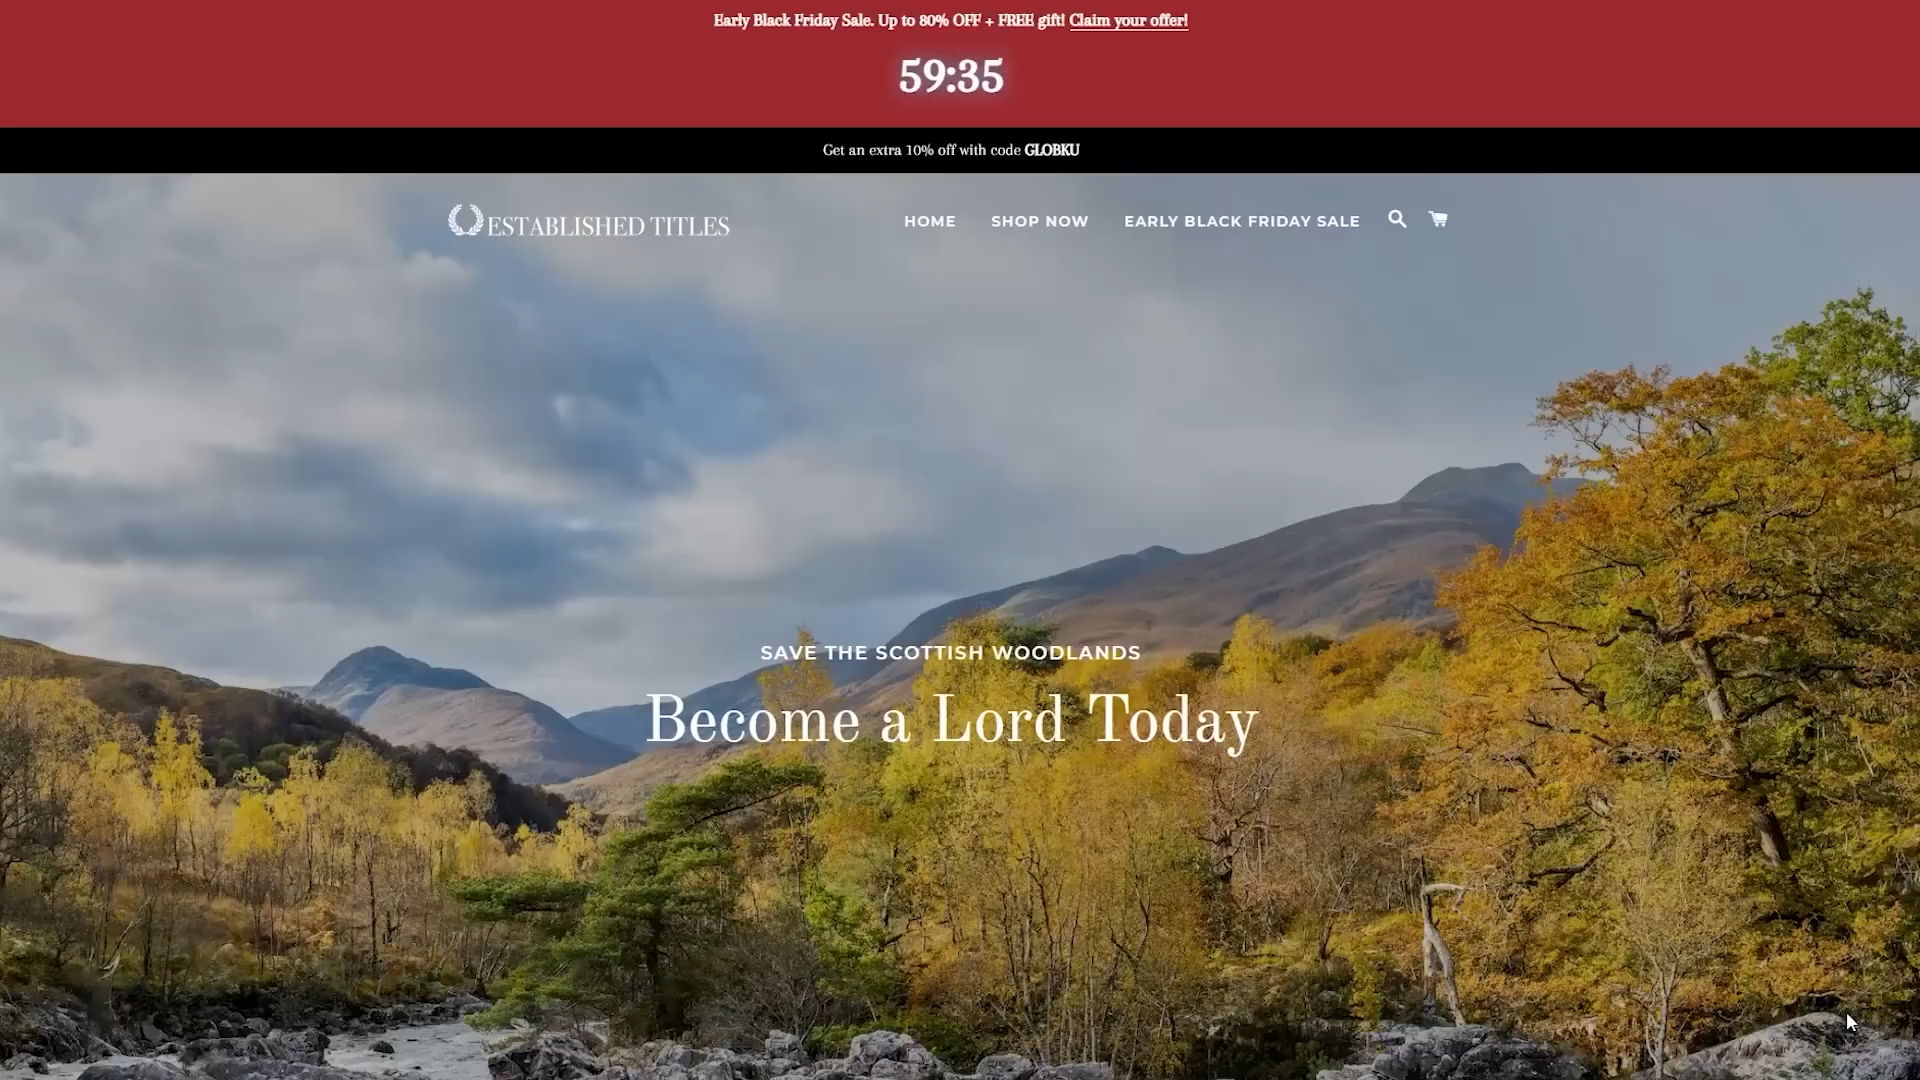 Early Black Friday Sale. Up to 80% OFF + FREE gift! Claim your offer!
59:35
Get an extra 10% off with code GLOBKU
ESTABLISHED TITLES
HOME SHOP NOW EARLY BLACK FRIDAY SALE
SAVE THE SCOTTISH WOODLANDS
Become a Lord Today